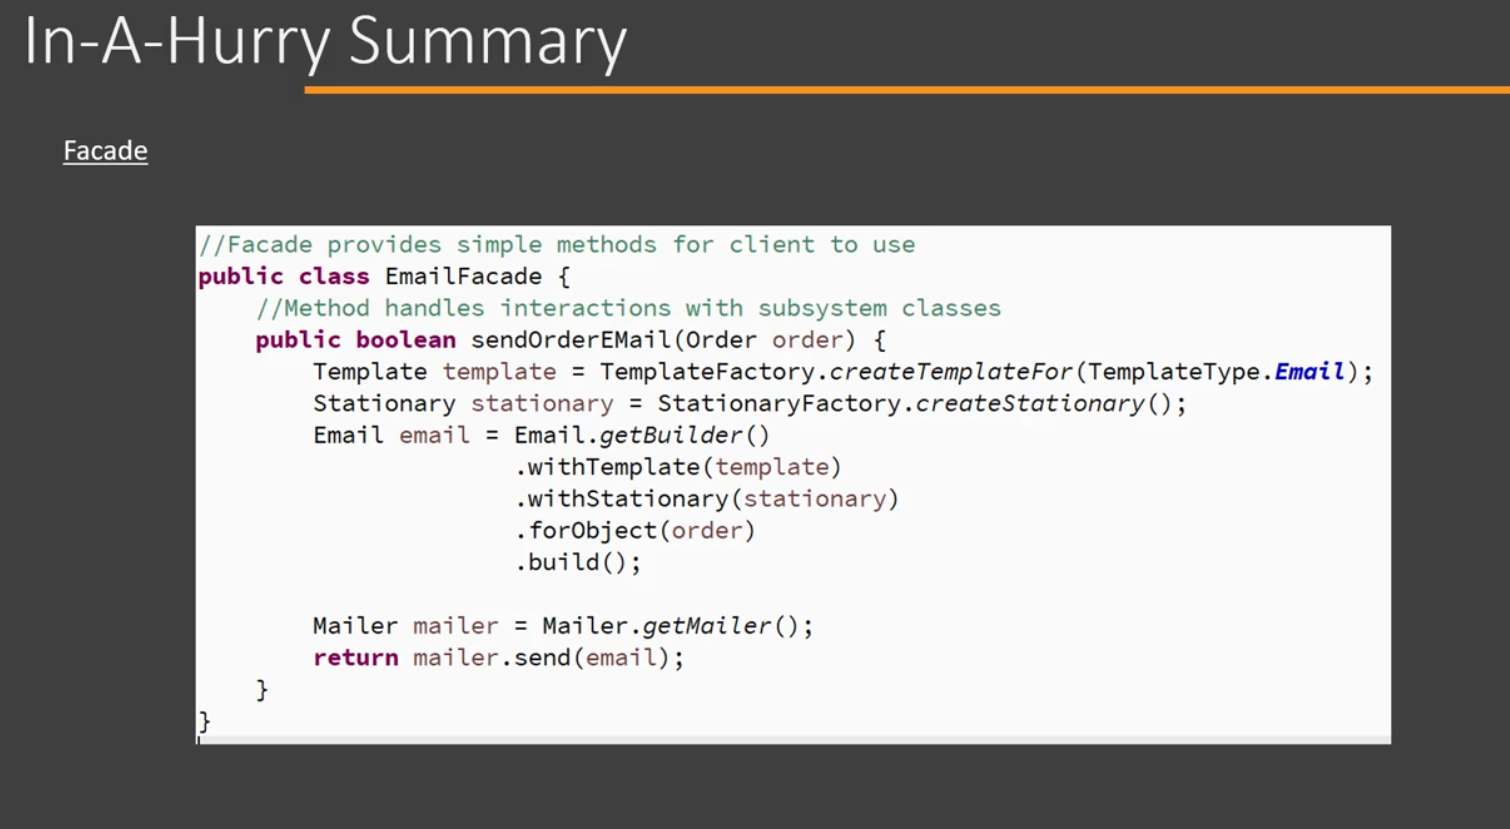 In-A-Hurry Summary
Facade
//Facade provides simple methods for client to use
public class EmailFacade {
//Method handles interactions with subsystem classes
public boolean sendOrderEMail(Order order) {
Template template = TemplateFactory.createTemplateFor(TemplateType.Email);
Stationary stationary = StationaryFactory.createStationary();
Email email = Email.getBuilder()
.withTemplate(template)
.withStationary(stationary)
.forObject(order)
.build();
Mailer mailer = Mailer.getMailer();
return mailer.send(email);
}
}